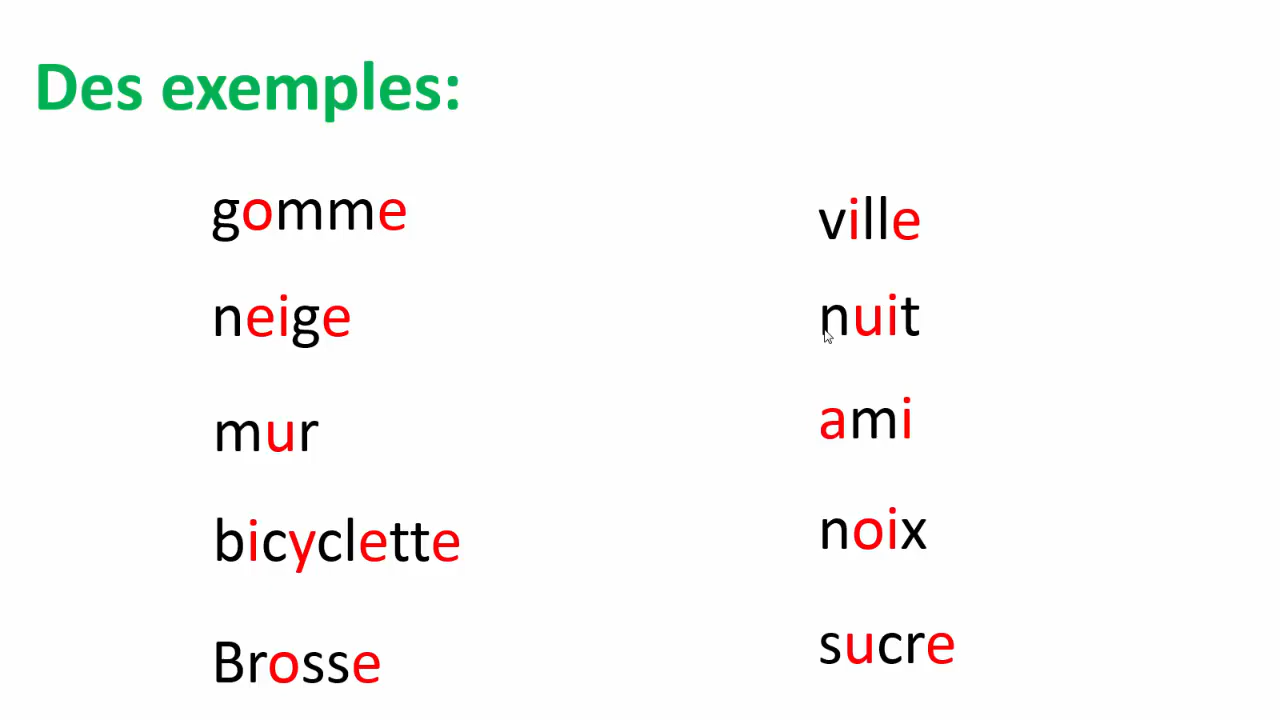 Des exemples:
gomme
neige
mur
bicyclette
Brosse
ville
nuit
ami
noix
sucre